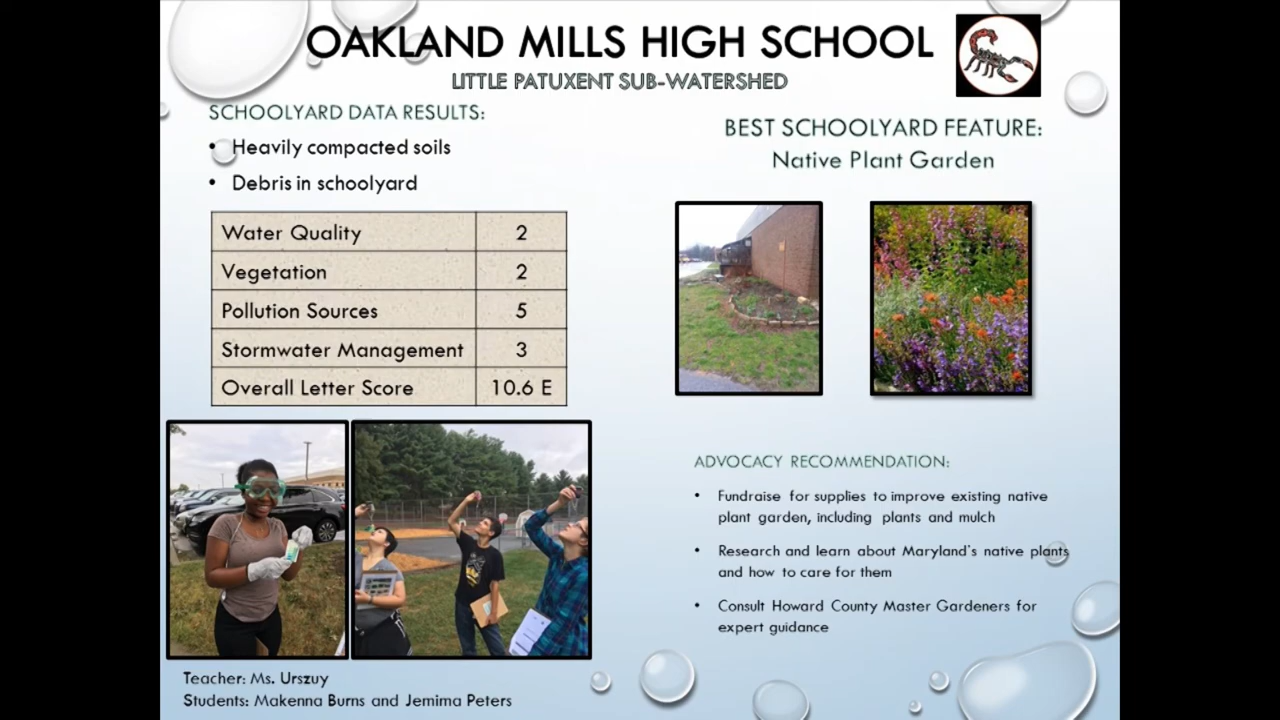 OAKLAND MILLS HIGH SCHOOL
LITTLE PATUXENT SUB-WATERSHED
SCHOOLYARD DATA RESULTS:
• Heavily compacted soils
• Debris in schoolyard
Water Quality 2
Vegetation 2
Pollution Sources 5
Stormwater Management 3
Overall Letter Score 10.6 E
Teacher: Ms. Urszuy
Students: Makenna Burns and Jemima Peters
BEST SCHOOLYARD FEATURE:
Native Plant Garden
ADVOCACY RECOMMENDATION:
• Fundraise for supplies to improve existing native
plant garden, including plants and mulch
• Research and learn about Maryland's native plants
and how to care for them
• Consult Howard County Master Gardeners for
expert guidance